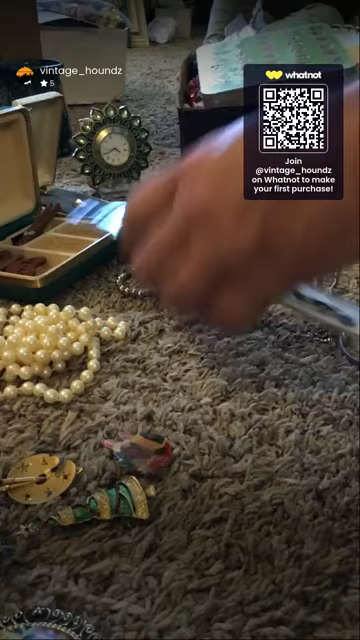 vintage_houndz
★5
whatnot
Join
@vintage_houndz
on Whatnot to make
your first purchase!